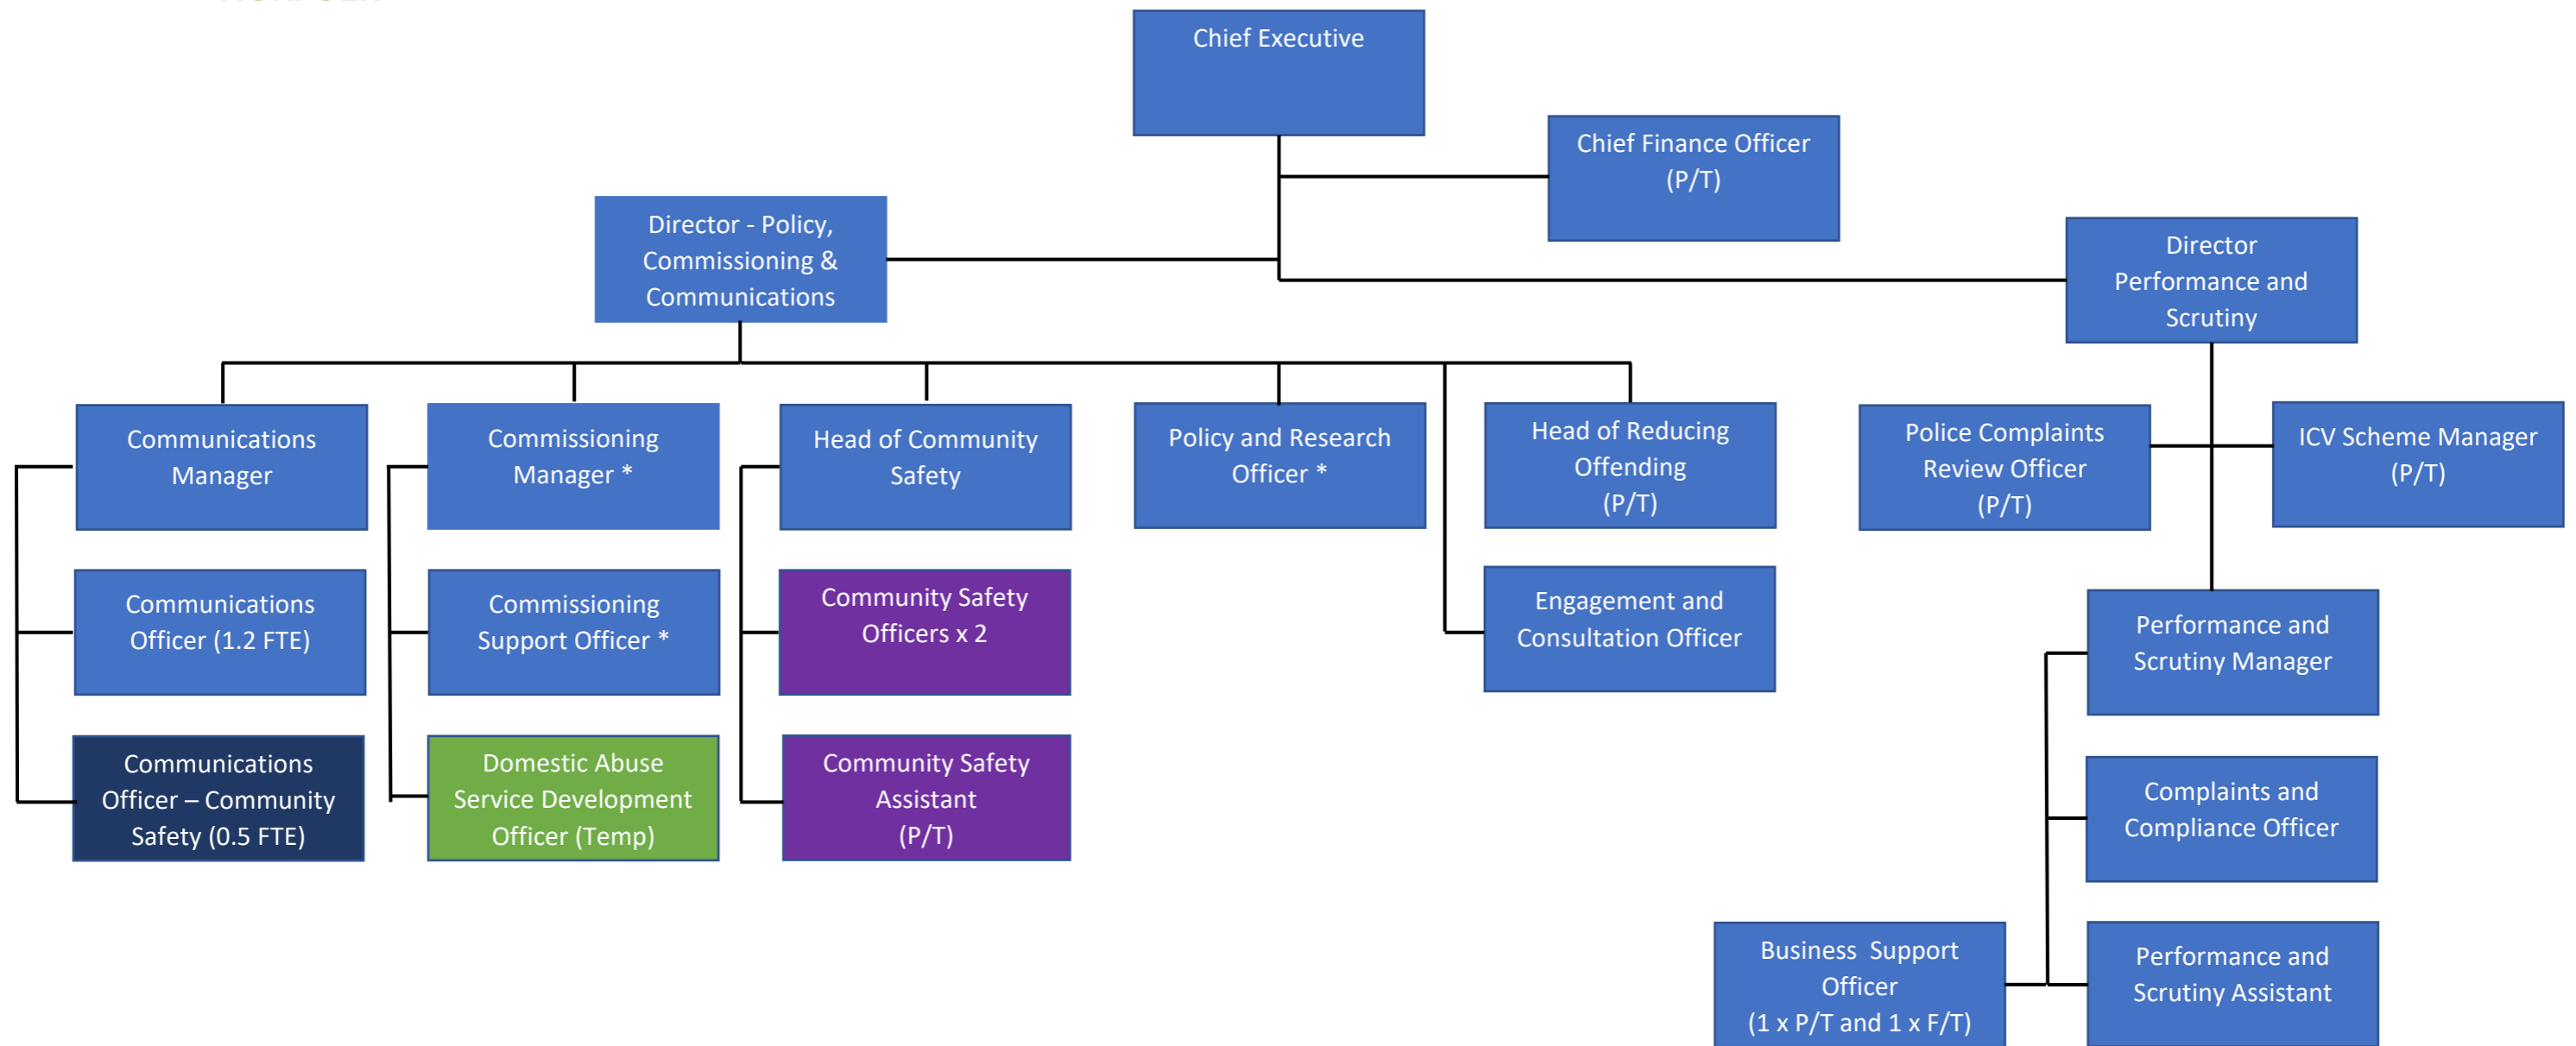 Chief Executive
Chief Finance Officer
(P/T)
Director - Policy,
Commissioning &
Communications
Director
Performance and
Scrutiny
Communications
Manager
Commissioning
Manager *
Head of Community
Safety
Policy and Research
Officer *
Head of Reducing
Offending
(P/T)
Police Complaints
Review Officer
(P/T)
ICV Scheme Manager
(P/T)
Communications
Officer (1.2 FTE)
Commissioning
Support Officer *
Community Safety
Officers x 2
Engagement and
Consultation Officer
Performance and
Scrutiny Manager
Communications
Officer – Community
Safety (0.5 FTE)
Domestic Abuse
Service Development
Officer (Temp)
Community Safety
Assistant
(P/T)
Complaints and
Compliance Officer
Business Support
Officer
(1 x P/T and 1 x F/T)
Performance and
Scrutiny Assistant